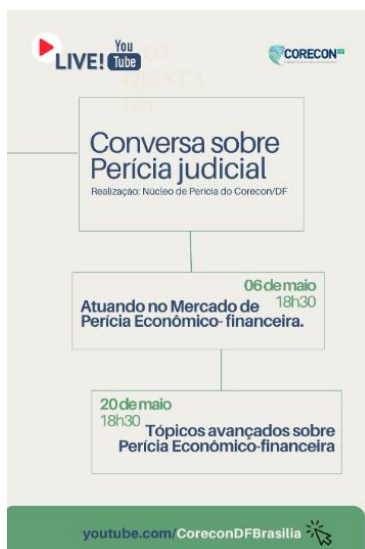 LIVE! You Tube
CORECON DF
Conversa sobre
Perícia judicial
Realização: Núcleo de Perícia do Corecon/DF
06 de maio
18h30
Atuando no Mercado de
Perícia Econômico-financeira.
20 de maio
18h30
Tópicos avançados sobre
Perícia Econômico-financeira
youtube.com/CoreconDFBrasilia